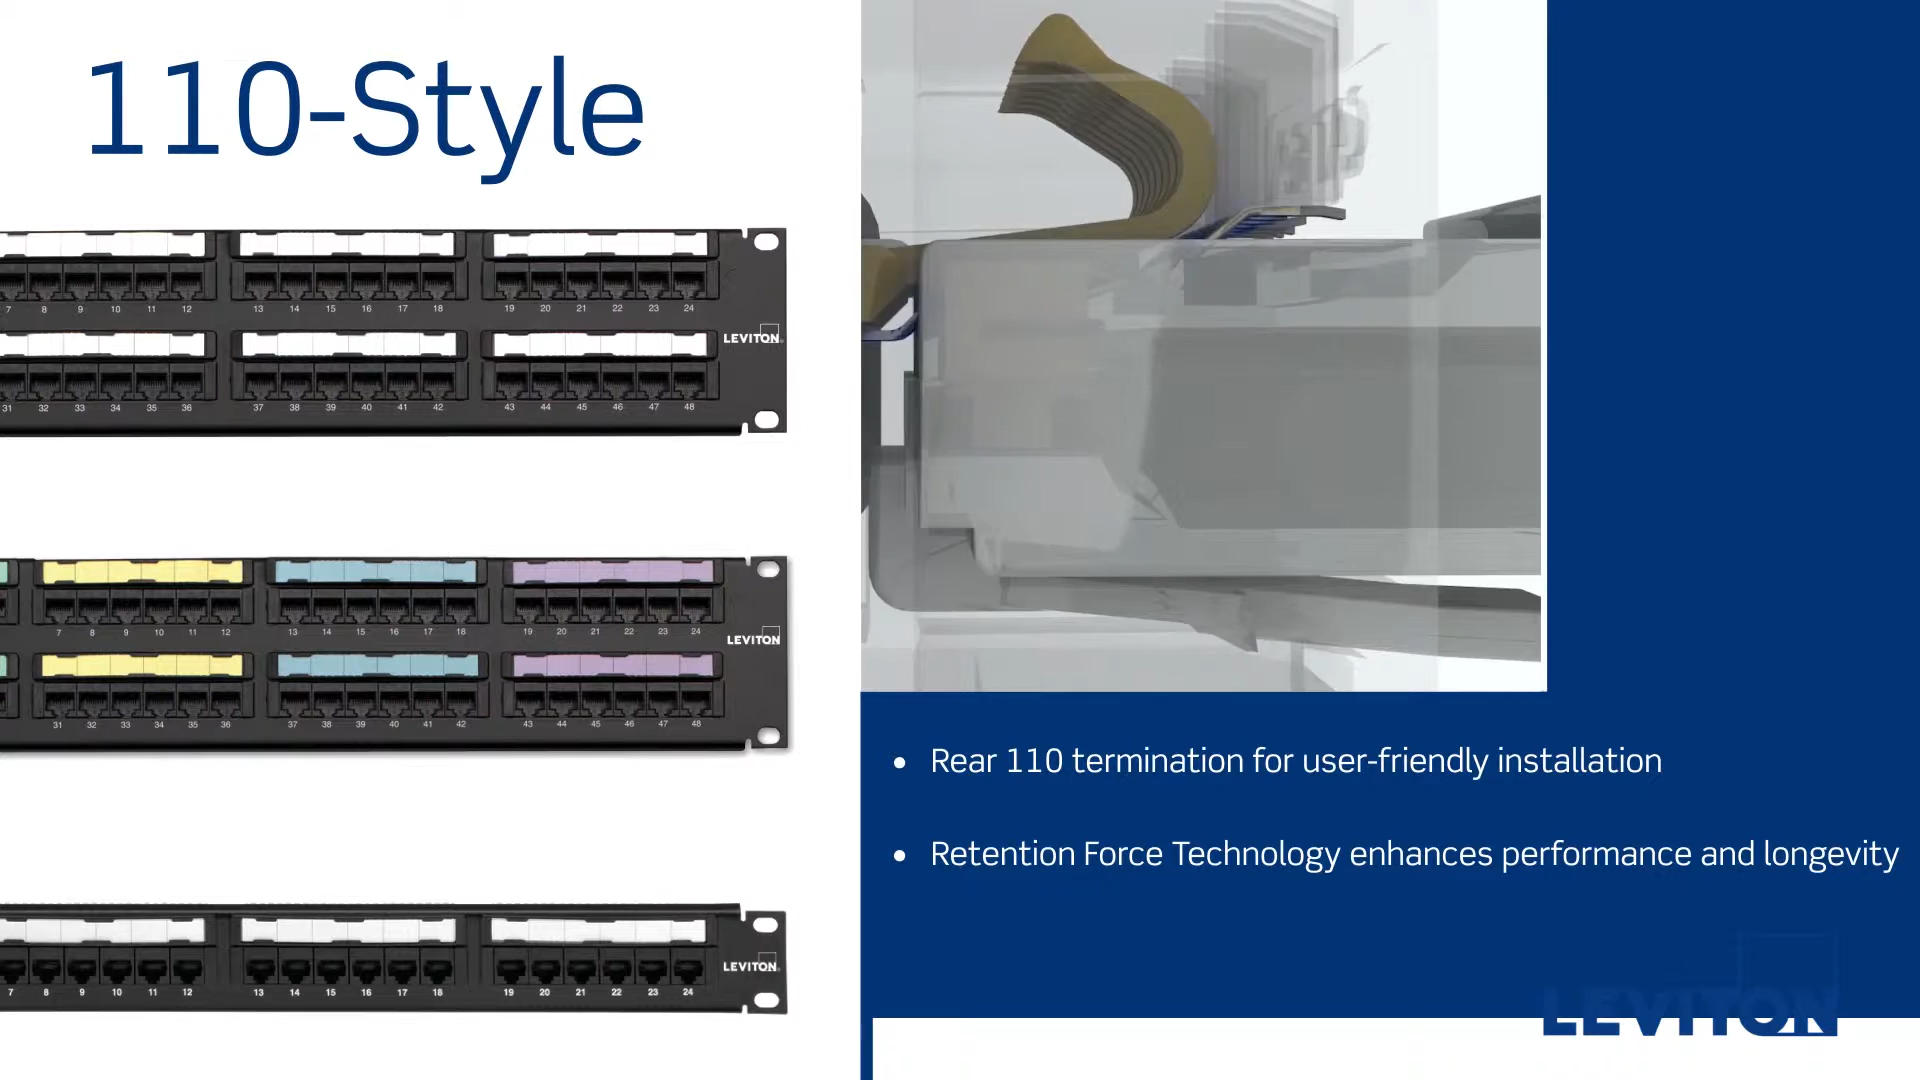 110-Style
7 8 9 10 11 12 13 14 15 16 17 18 19 20 21 22 23 24
LEVITON
31 32 33 34 35 36 37 38 39 40 41 42 43 44 45 46 47 48
7 8 9 10 11 12 13 14 15 16 17 18 19 20 21 22 23 24
LEVITON
31 32 33 34 35 36 37 38 39 40 41 42 43 44 45 46 47 48
LEVITON
7 8 9 10 11 12 13 14 15 16 17 18 19 20 21 22 23 24
• Rear 110 termination for user-friendly installation
• Retention Force Technology enhances performance and longevity
LEVITON